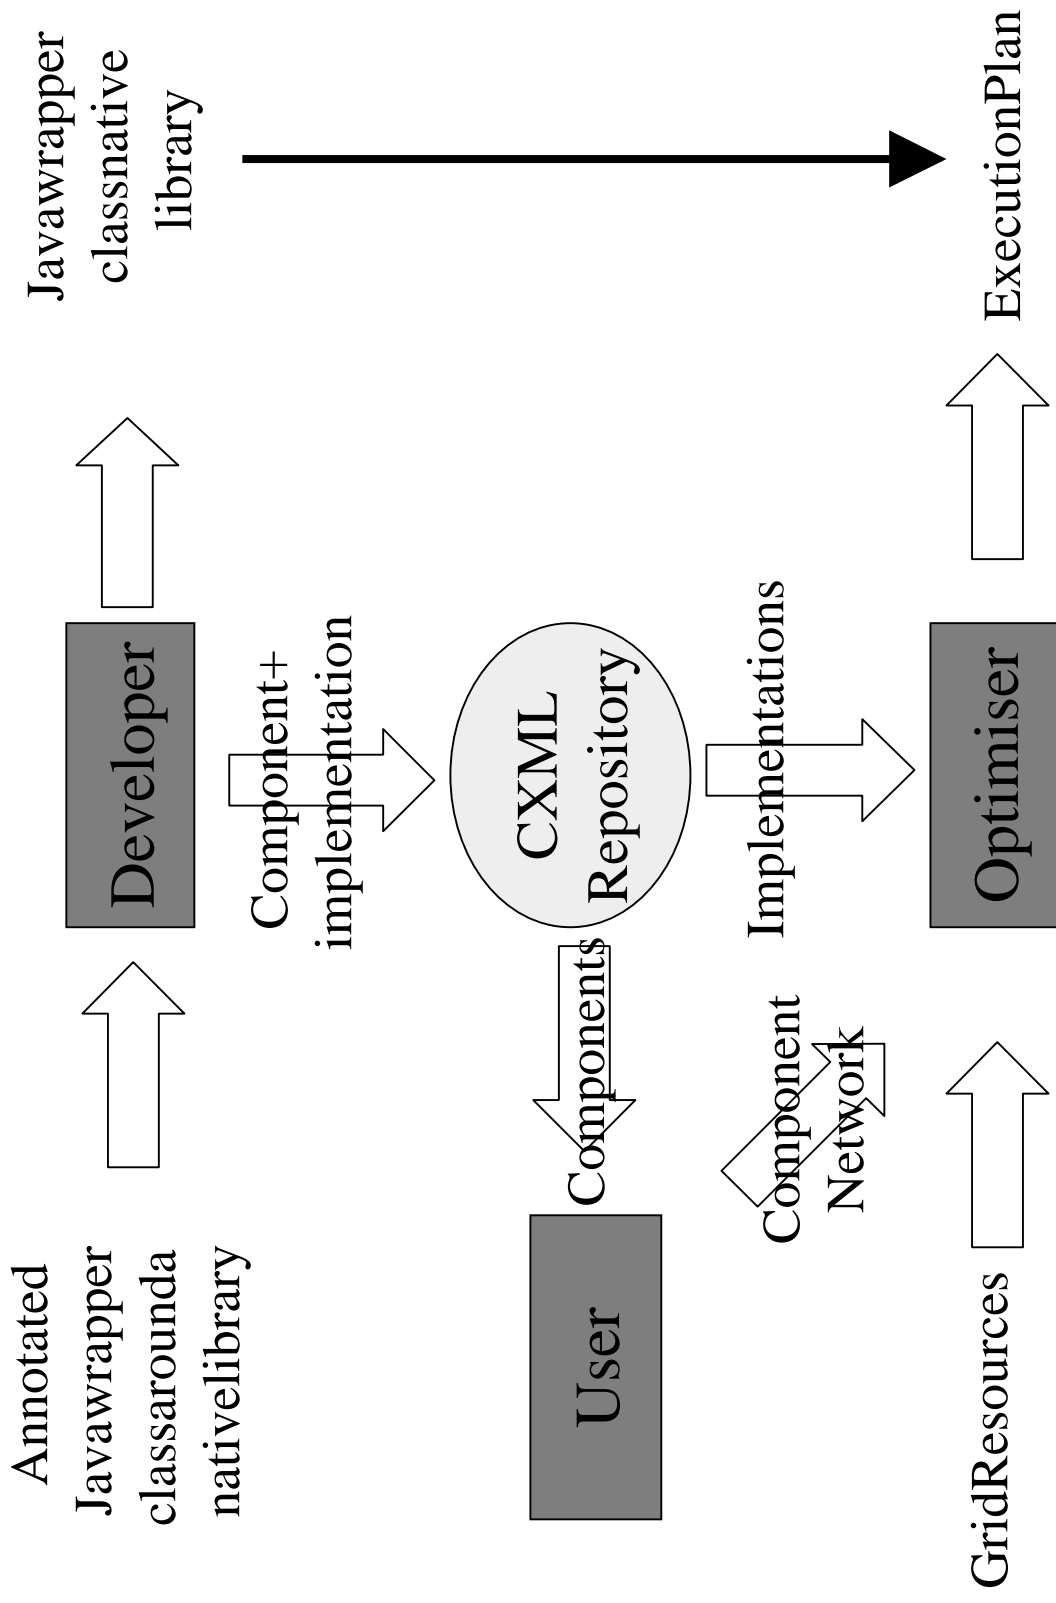 Annotated
Javawrapper
classarounda
nativelibrary
Developer
Javawrapper
classnative
library
Component+
implementation
User
Components
CXML
Repository
Component
Network
Implementations
GridResources
Optimiser
ExecutionPlan